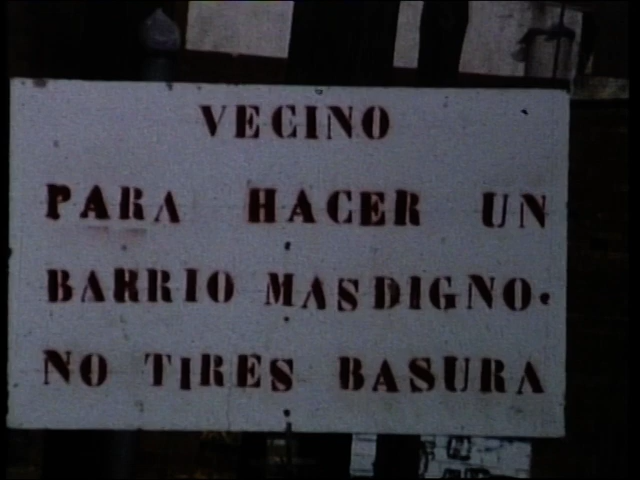 VECINO
PARA HACER UN
BARRIO MASDIGNO.
NO TIRES BASURA